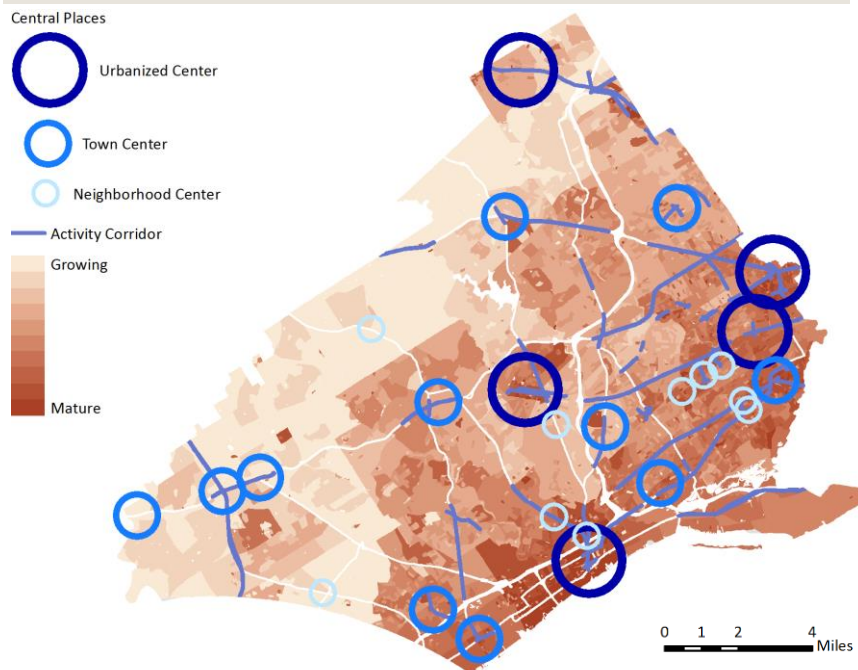 Central Places
Urbanized Center
Town Center
Neighborhood Center
Activity Corridor
Growing
Mature
0 1 2 4
Miles